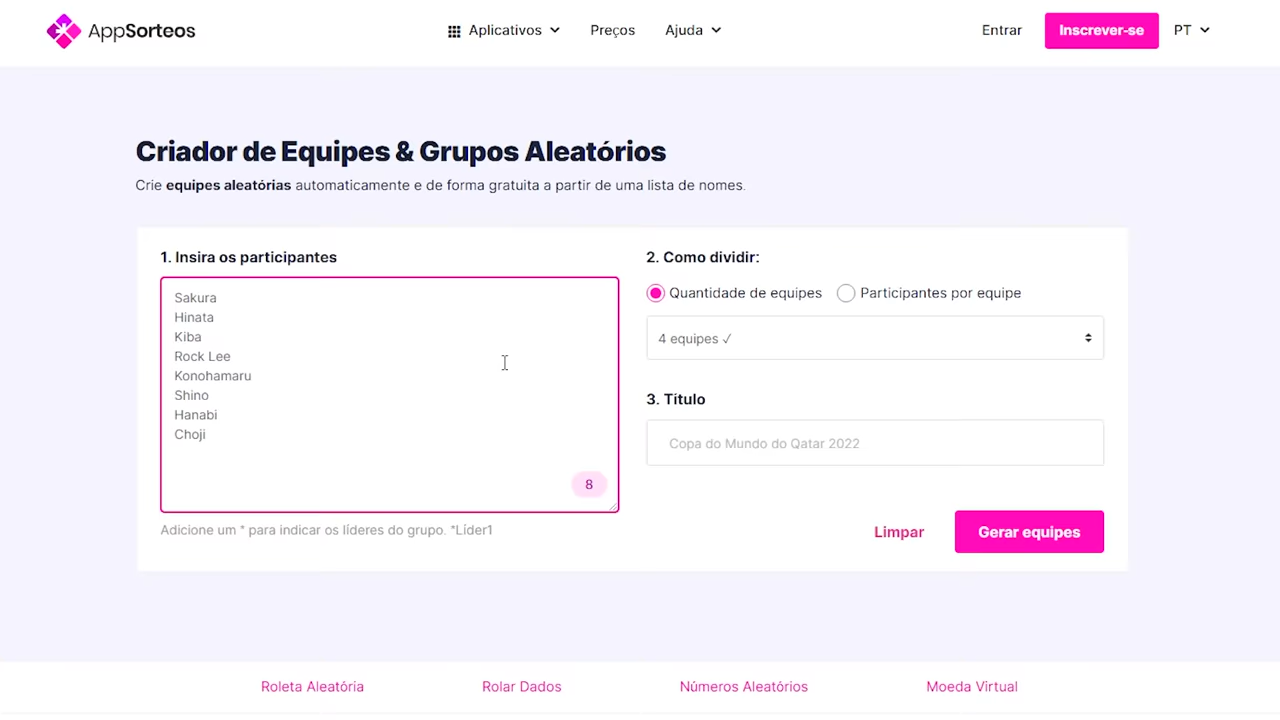 AppSorteos
Aplicativos
Preços
Ajuda
Entrar
Inscrever-se
PT
Criador de Equipes & Grupos Aleatórios
Crie equipes aleatórias automaticamente e de forma gratuita a partir de uma lista de nomes.
1. Insira os participantes
Sakura
Hinata
Kiba
Rock Lee
Konohamaru
Shino
Hanabi
Choji
8
Adicione um * para indicar os líderes do grupo. *Líder1
2. Como dividir:
Quantidade de equipes
Participantes por equipe
4 equipes ✓
3. Título
Copa do Mundo do Qatar 2022
Limpar
Gerar equipes
Roleta Aleatória
Rolar Dados
Números Aleatórios
Moeda Virtual